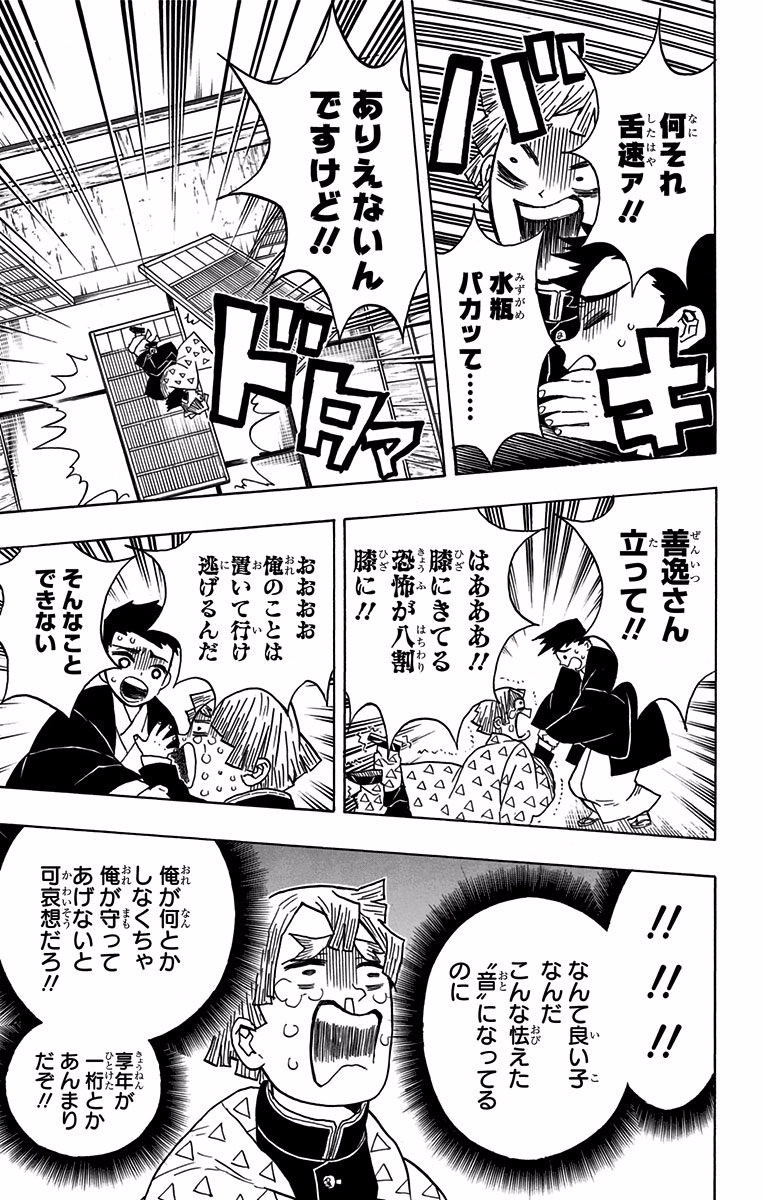 何それ
舌速ァ!!
バキ
水瓶
パカッて……
ありえないん
ですけど!!
ドタァ
善逸さん
立って!!
はあああ!!
膝にきてる
恐怖が八割
膝に!!
おおおお
俺のことは
置いて行け
逃げるんだ
そんなこと
できない
!!!!!!
なんて良い子
なんだ
こんな怯えた
〝音〟になってる
のに
俺が何とか
しなくちゃ
俺が守って
あげないと
可哀想だろ!!
享年が
一桁とか
あんまり
だぞ!!